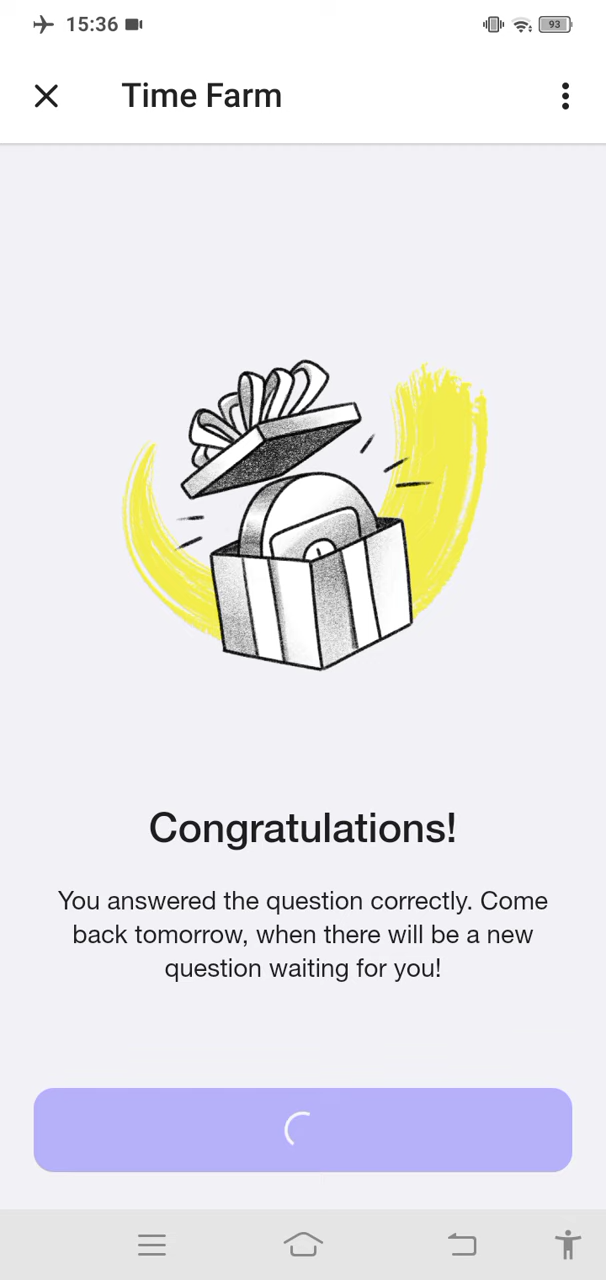 15:36
93
Time Farm
Congratulations!
You answered the question correctly. Come
back tomorrow, when there will be a new
question waiting for you!